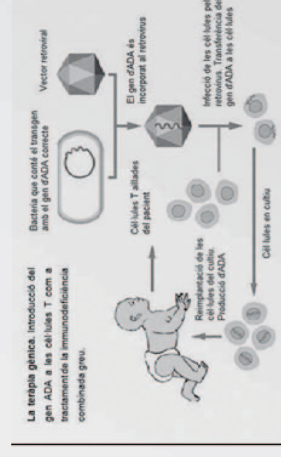 La teràpia gènica. Introducció del
gen ADA a les cèl·lules T com a
tractament de la immunodeficiència
combinada greu.
Bacteria que conté el transgen
amb el gen d'ADA correcte
Vector retroviral
El gen d'ADA és
incorporat al retrovirus
Cèl·lules T aïllades
del pacient
Infecció de les cèl·lules pel
retrovirus. Transferència del
gen d'ADA a les cèl·lules
Reimplantació de les
cèl·lules del cultiu.
Producció d'ADA
Cèl·lules en cultiu